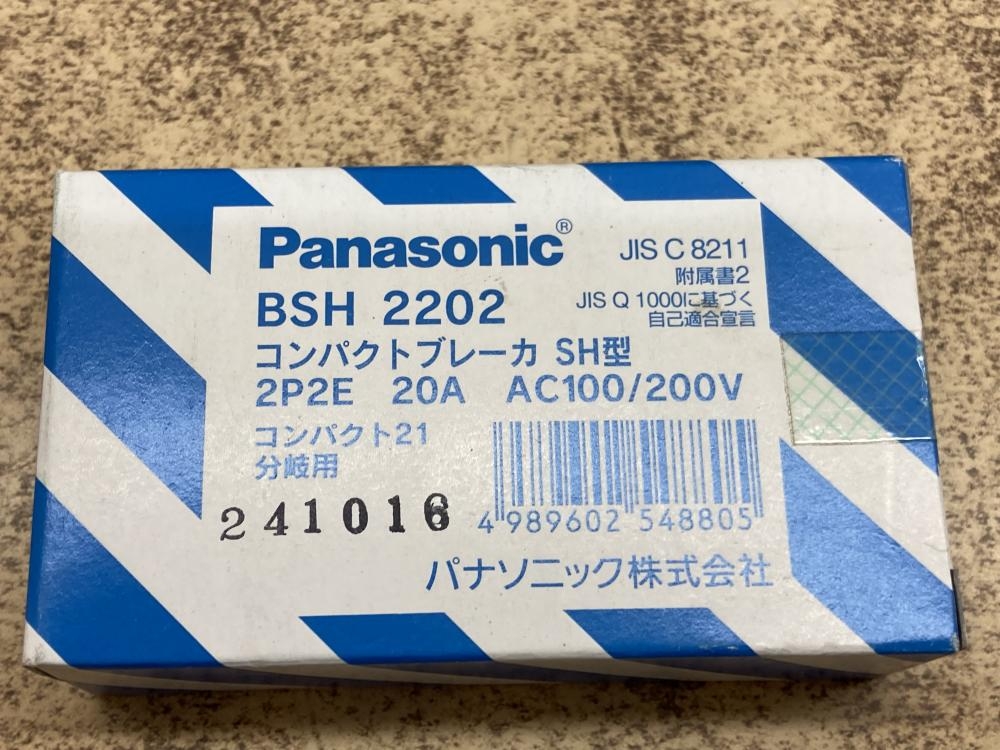 Panasonic®
JIS C 8211
附属書2
BSH 2202
JIS Q 1000に基づく
自己適合宣言
コンパクトブレーカ SH型
2P2E 20A AC100/200V
コンパクト21
分岐用
241016
4 989602 548805
パナソニック株式会社